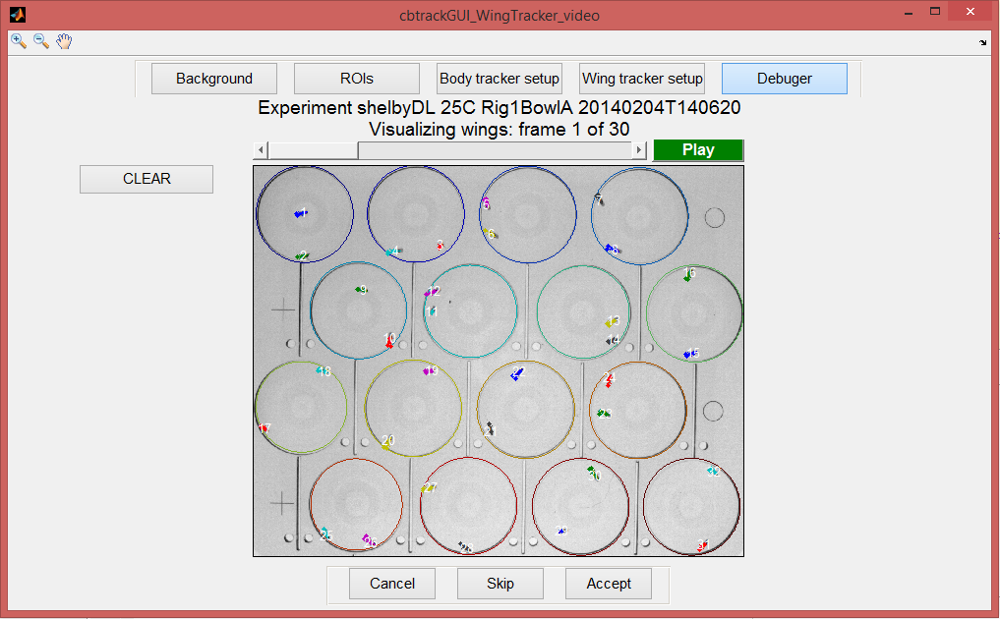 cbtrackGUI_WingTracker_video
Background ROIs Body tracker setup Wing tracker setup Debuger
Experiment shelbyDL 25C Rig1BowlA 20140204T140620
Visualizing wings: frame 1 of 30
Play
CLEAR
1 2 4 3 5 6 7 8
9 10 12 11 13 14 16 15
18 17 19 20 22 21 24 23
25 26 27 28 30 29 32 31
Cancel Skip Accept